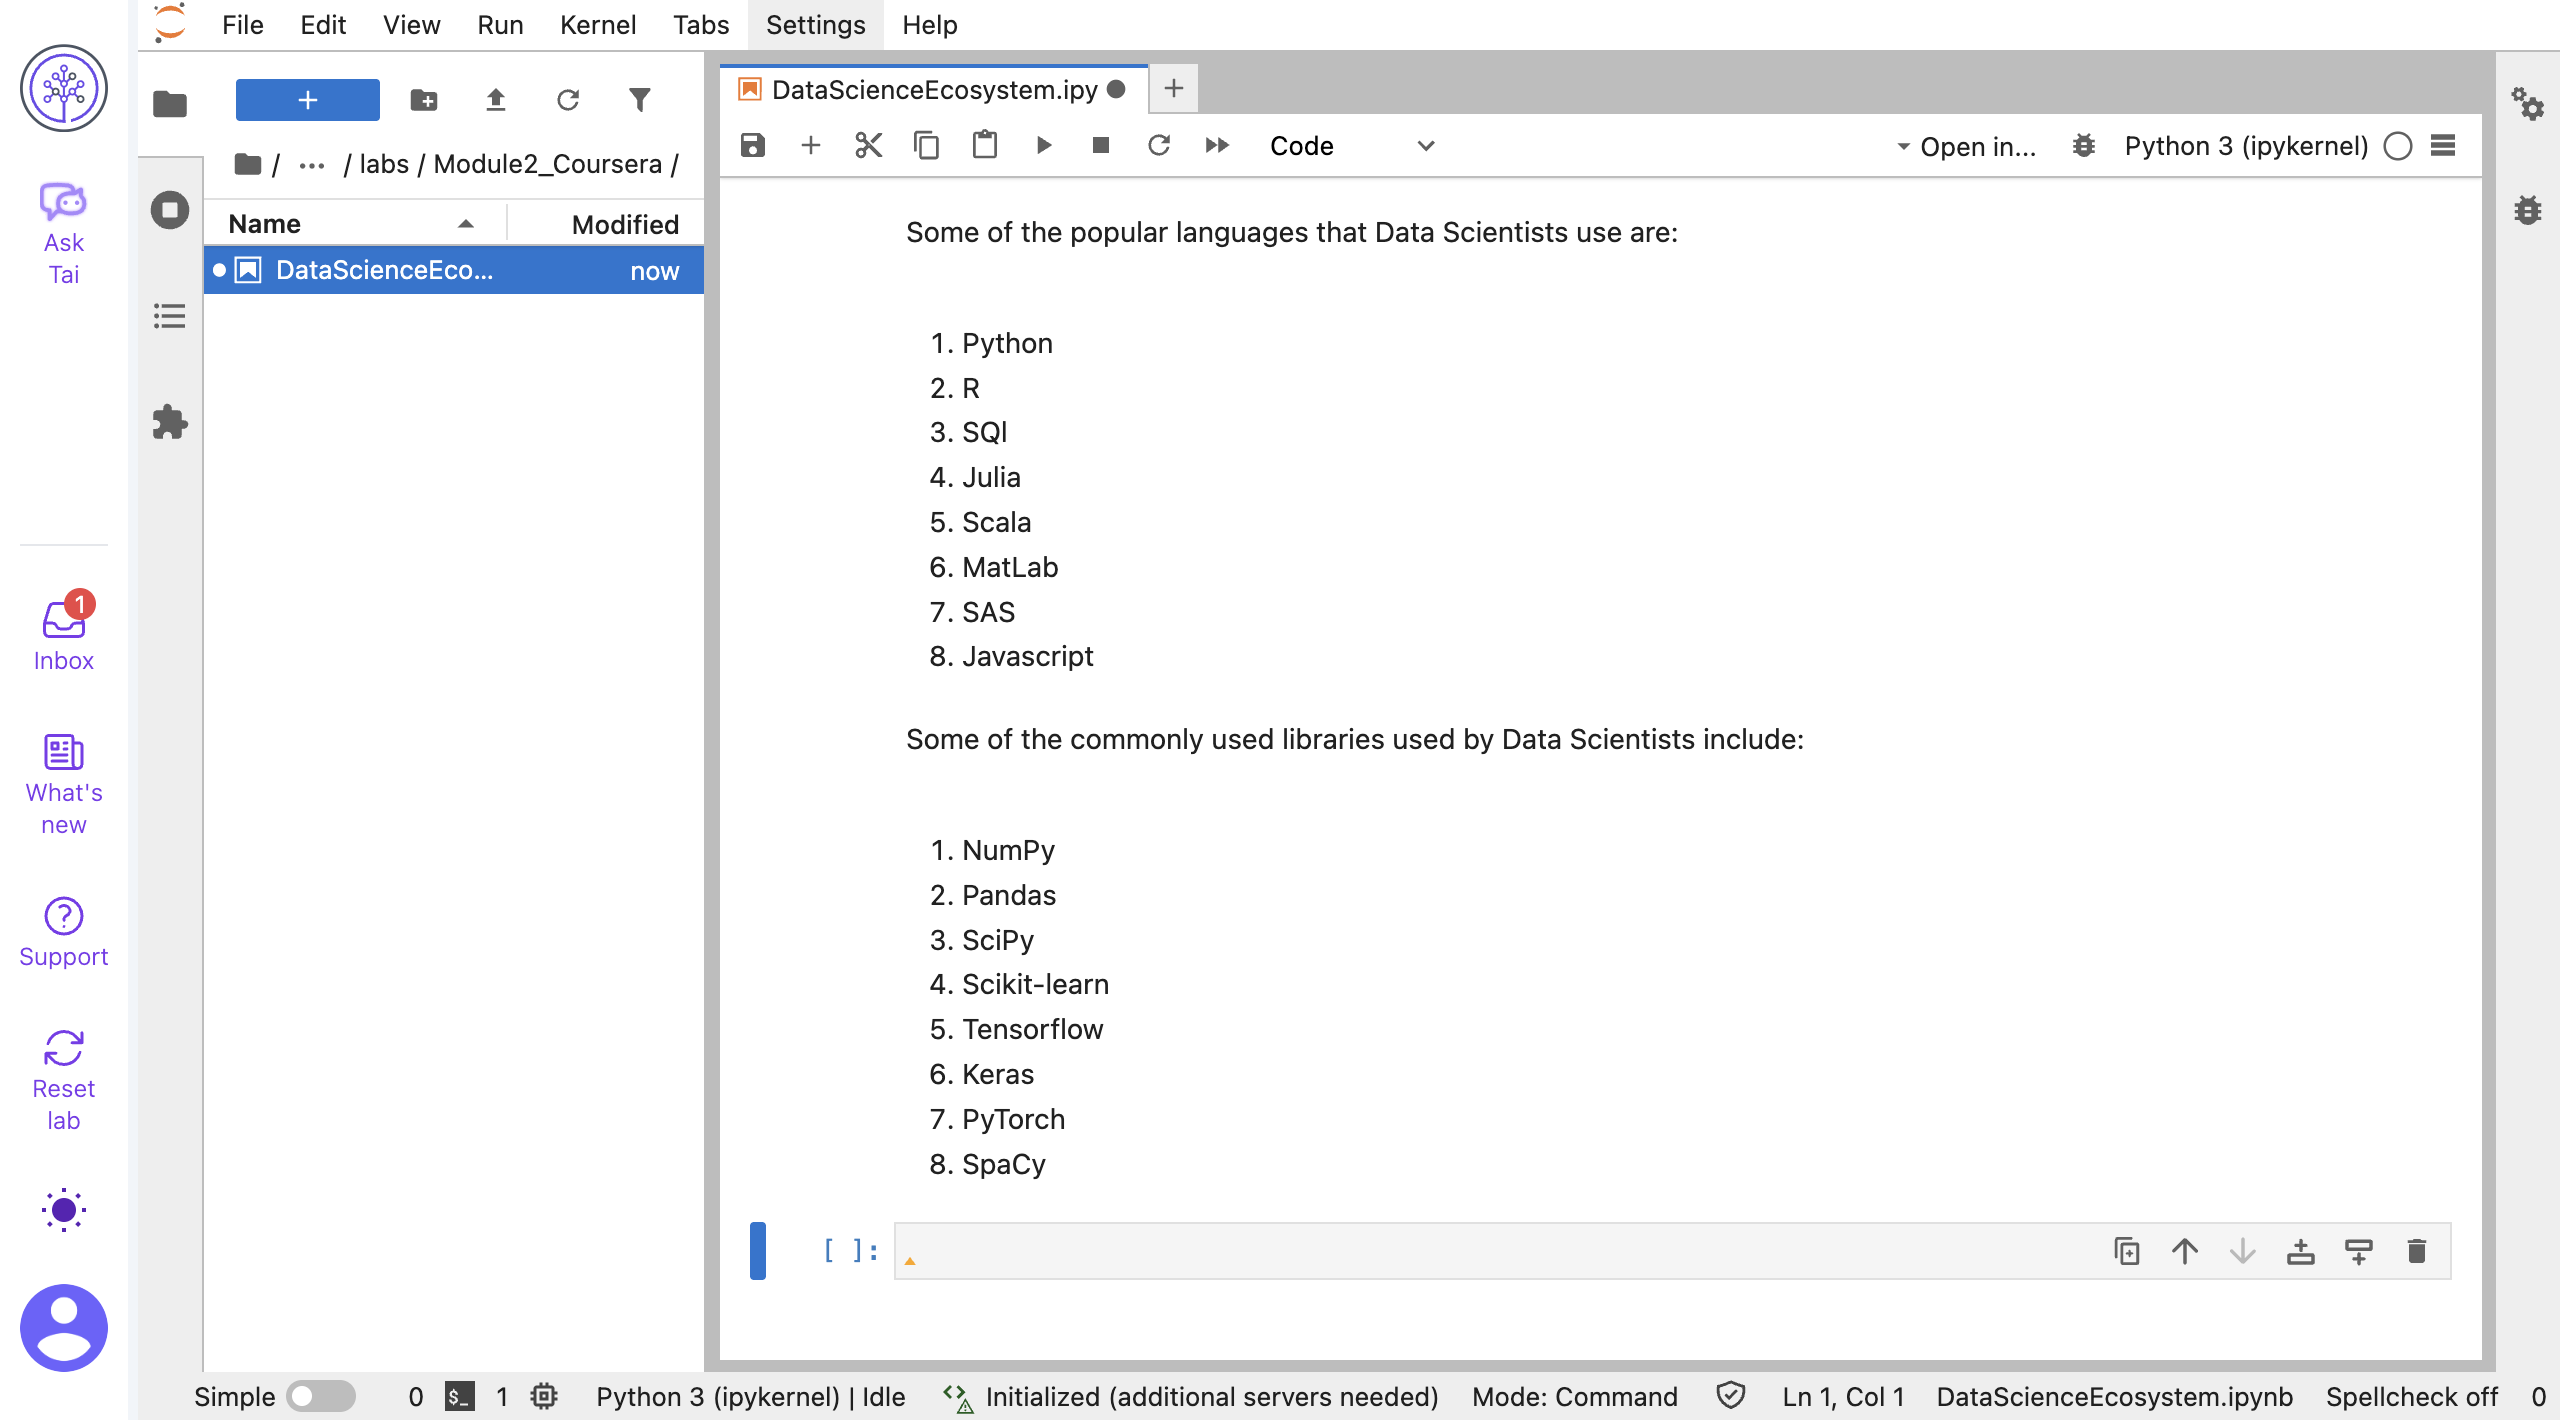 File Edit View Run Kernel Tabs Settings Help
Ask
Tai
Inbox
1
What's
new
Support
Reset
lab
+
/ ... / labs / Module2_Coursera /
Name Modified
DataScienceEco... now
DataScienceEcosystem.ipy
Code
Open in...
Python 3 (ipykernel)
Some of the popular languages that Data Scientists use are:
1. Python
2. R
3. SQl
4. Julia
5. Scala
6. MatLab
7. SAS
8. Javascript
Some of the commonly used libraries used by Data Scientists include:
1. NumPy
2. Pandas
3. SciPy
4. Scikit-learn
5. Tensorflow
6. Keras
7. PyTorch
8. SpaCy
[ ]:
Simple 0 $_ 1 Python 3 (ipykernel) | Idle Initialized (additional servers needed) Mode: Command Ln 1, Col 1 DataScienceEcosystem.ipynb Spellcheck off 0